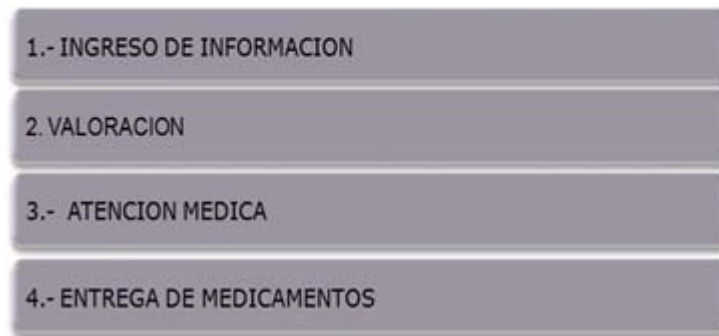 1.- INGRESO DE INFORMACION
2. VALORACION
3.- ATENCION MEDICA
4.- ENTREGA DE MEDICAMENTOS